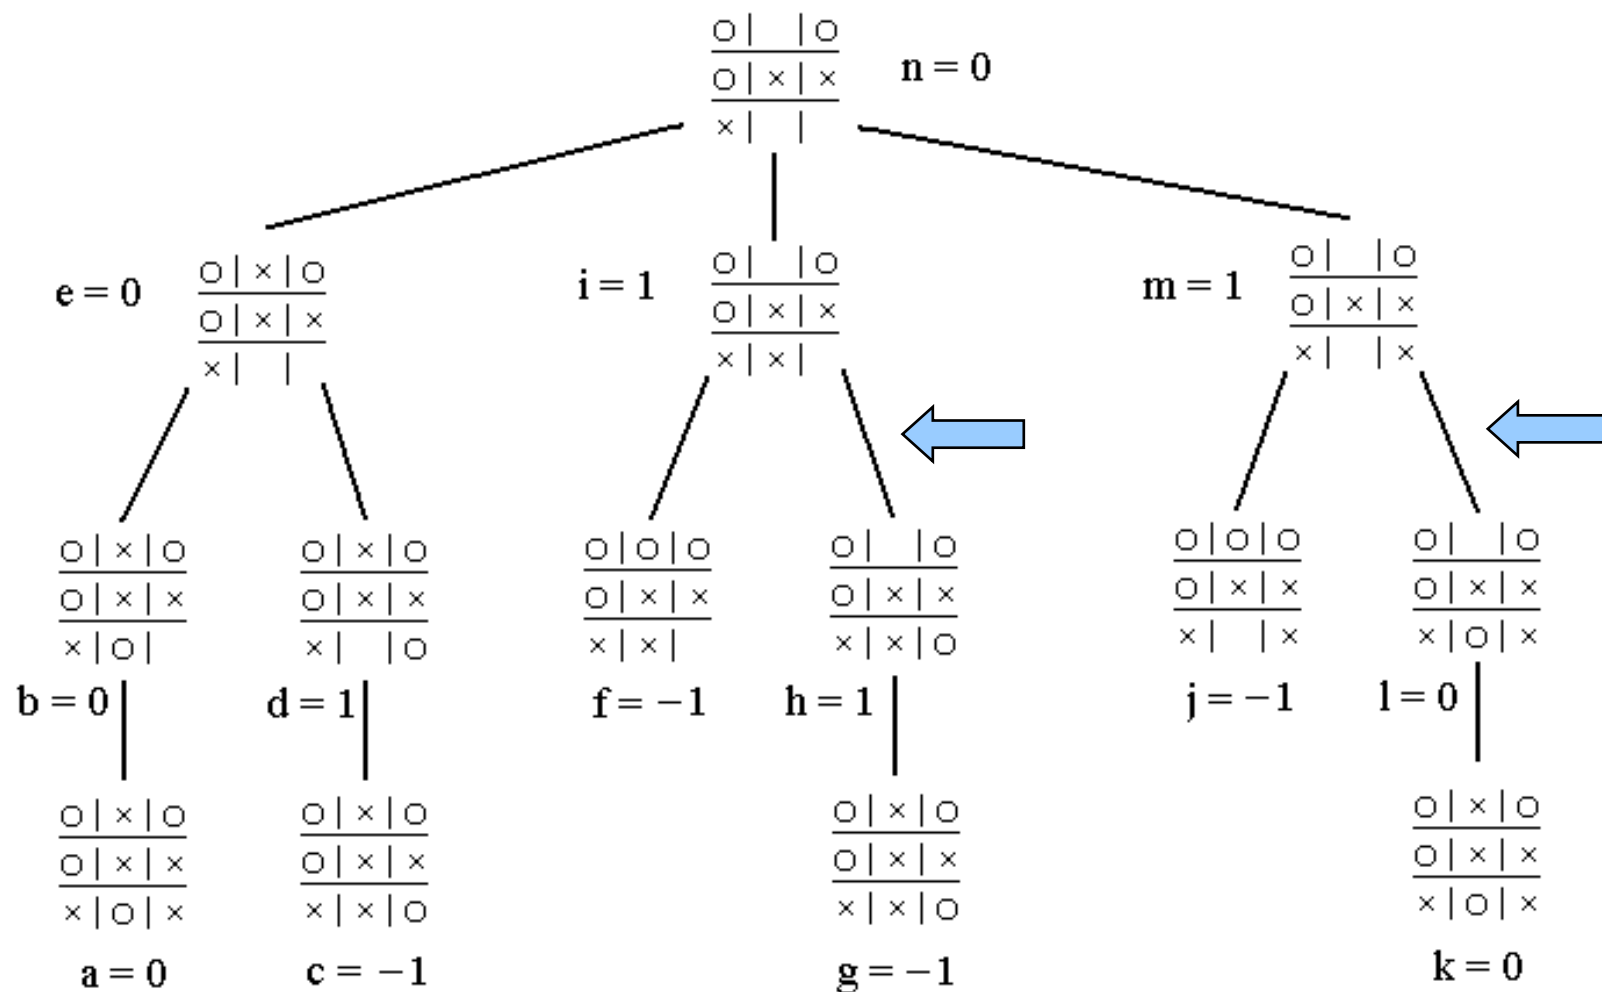 O | | O
n = 0
O | × | ×
× | |
e = 0
O | × | O
O | × | ×
× | |
i = 1
O | | O
O | × | ×
× | × |
m = 1
O | | O
O | × | ×
× | | ×
O | × | O
O | × | ×
× | O |
b = 0
O | × | O
O | × | ×
× | | O
d = 1
O | O | O
O | × | ×
× | × |
f = −1
O | | O
O | × | ×
× | × | O
h = 1
O | O | O
O | × | ×
× | | ×
j = −1
O | | O
O | × | ×
× | O | ×
l = 0
O | × | O
O | × | ×
× | O | ×
a = 0
O | × | O
O | × | ×
× | × | O
c = −1
O | × | O
O | × | ×
× | × | O
g = −1
O | × | O
O | × | ×
× | O | ×
k = 0